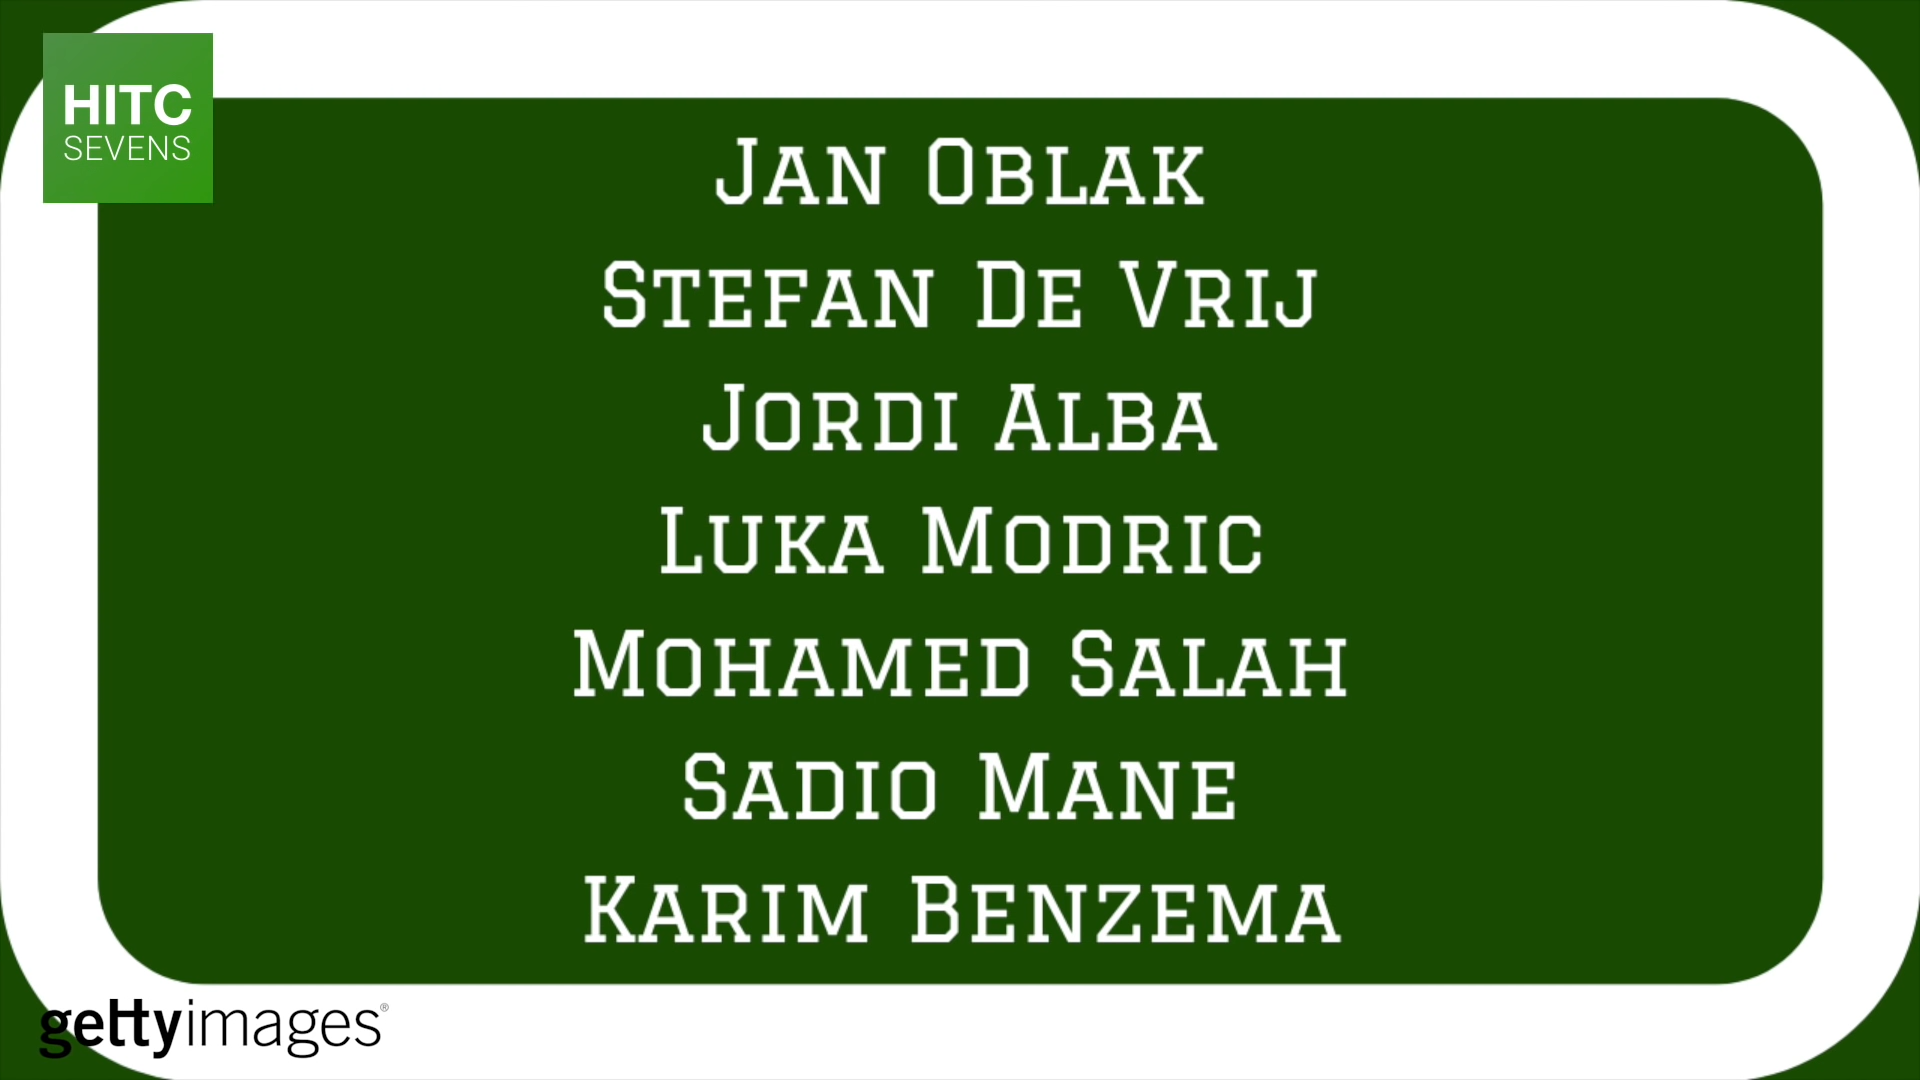 HITC
SEVENS
Jan Oblak
Stefan De Vrij
Jordi Alba
Luka Modric
Mohamed Salah
Sadio Mane
Karim Benzema
gettyimages®